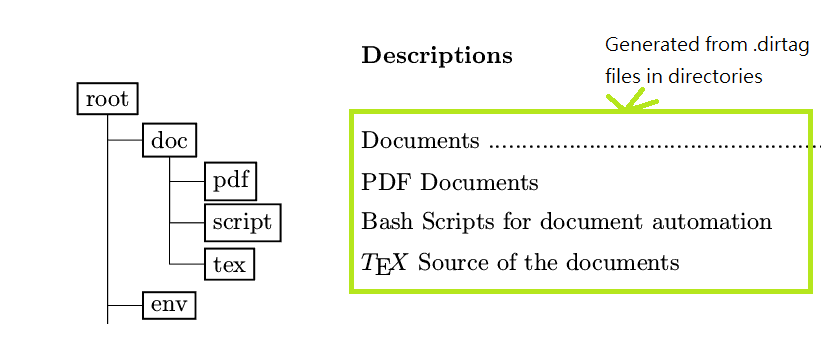 Descriptions
Generated from .dirtag
files in directories
root
doc
Documents ................................................
pdf
PDF Documents
script
Bash Scripts for document automation
tex
TEX Source of the documents
env